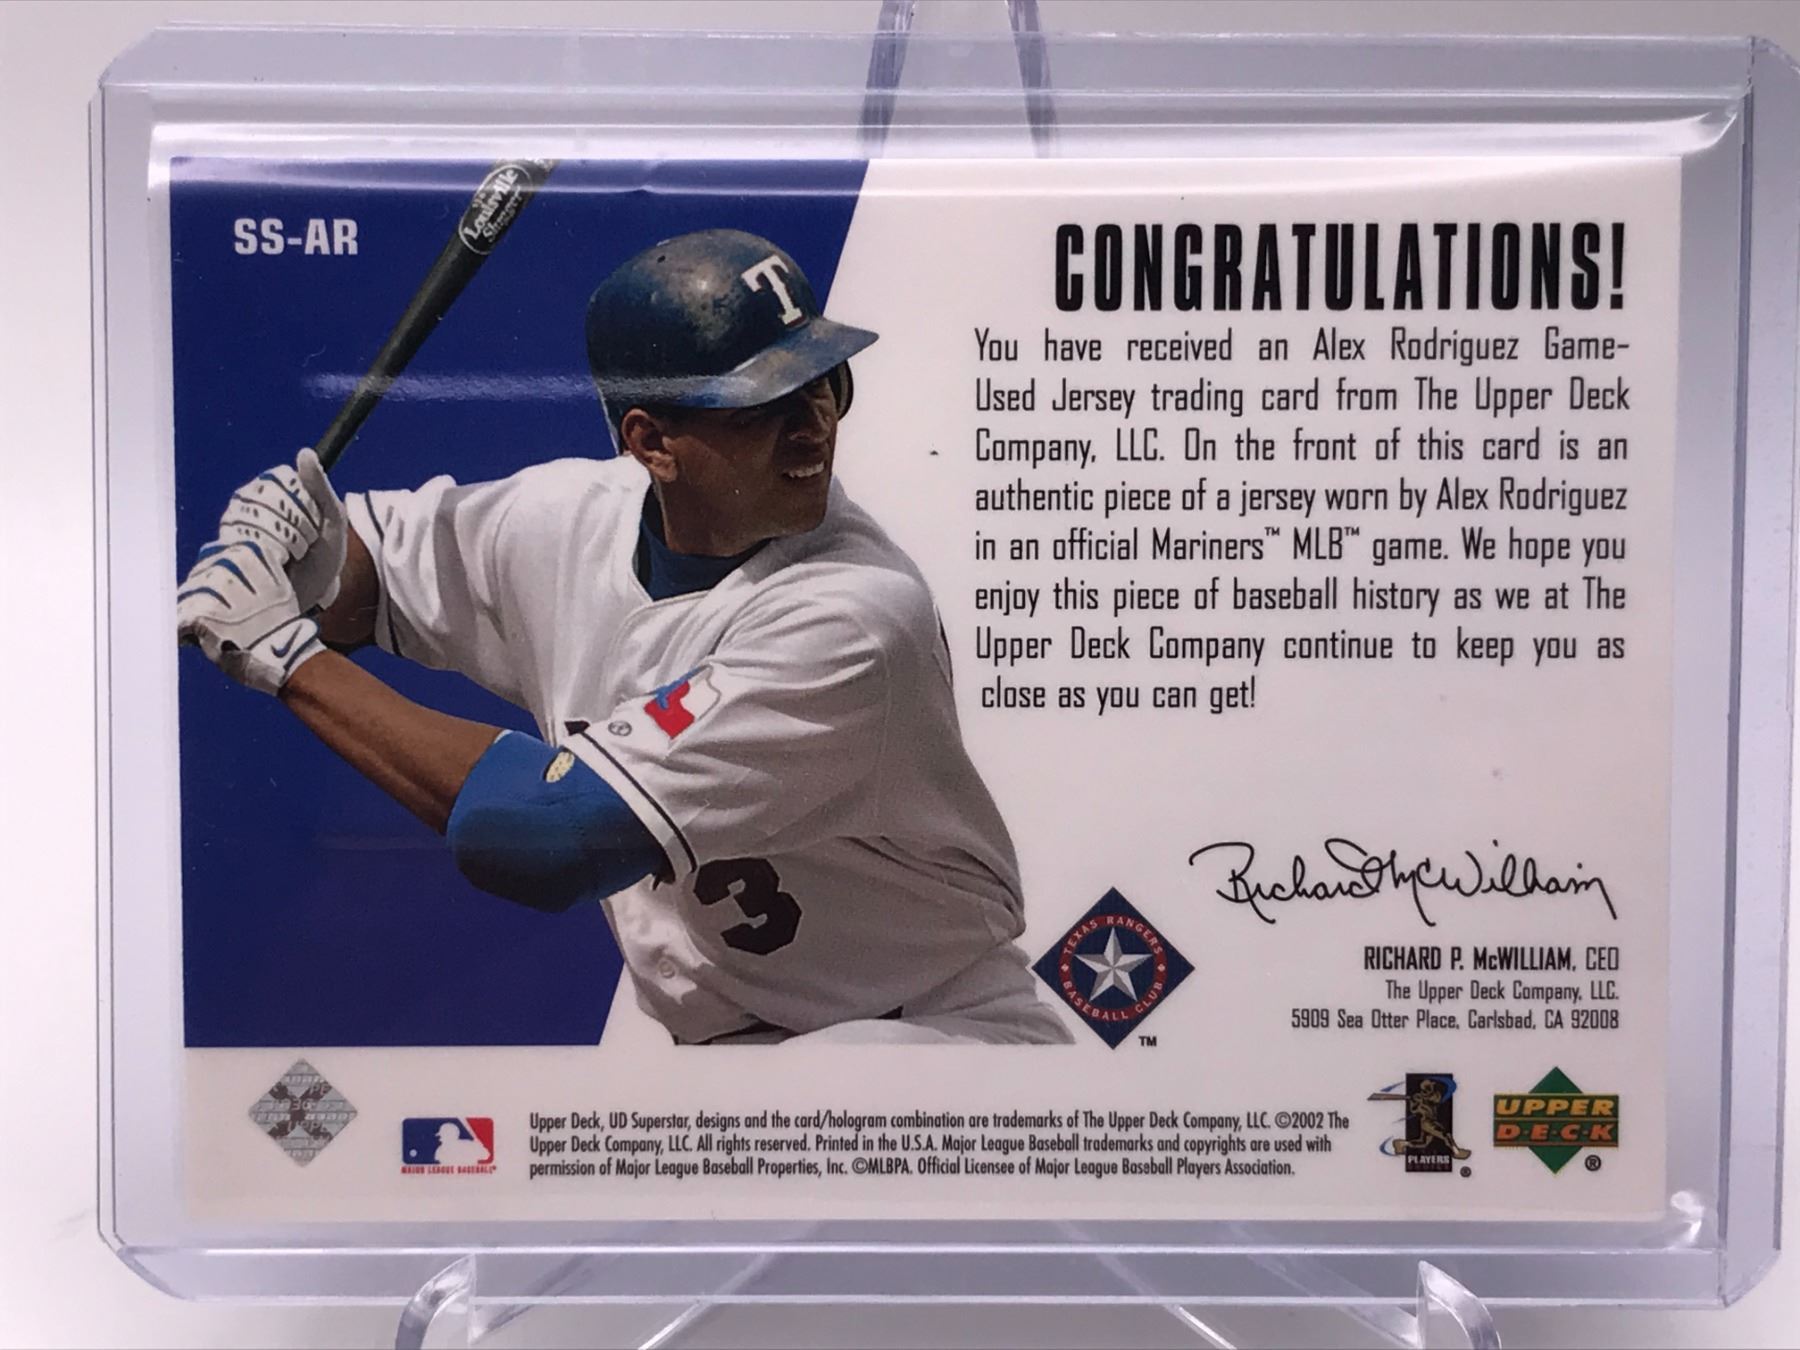 SS-AR
Louisville
Slugger
T
3
CONGRATULATIONS!
You have received an Alex Rodriguez Game-
Used Jersey trading card from The Upper Deck
Company, LLC. On the front of this card is an
authentic piece of a jersey worn by Alex Rodriguez
in an official Mariners™ MLB™ game. We hope you
enjoy this piece of baseball history as we at The
Upper Deck Company continue to keep you as
close as you can get!
Richard McWilliam
RICHARD P. McWILLIAM, CEO
The Upper Deck Company, LLC.
5909 Sea Otter Place, Carlsbad, CA 92008
TEXAS RANGERS
BASEBALL CLUB
TM
MAJOR LEAGUE BASEBALL®
Upper Deck, UD Superstar, designs and the card/hologram combination are trademarks of The Upper Deck Company, LLC. ©2002 The
Upper Deck Company, LLC. All rights reserved. Printed in the U.S.A. Major League Baseball trademarks and copyrights are used with
permission of Major League Baseball Properties, Inc. ©MLBPA. Official Licensee of Major League Baseball Players Association.
PLAYERS
®
UPPER
D·E·C·K
®